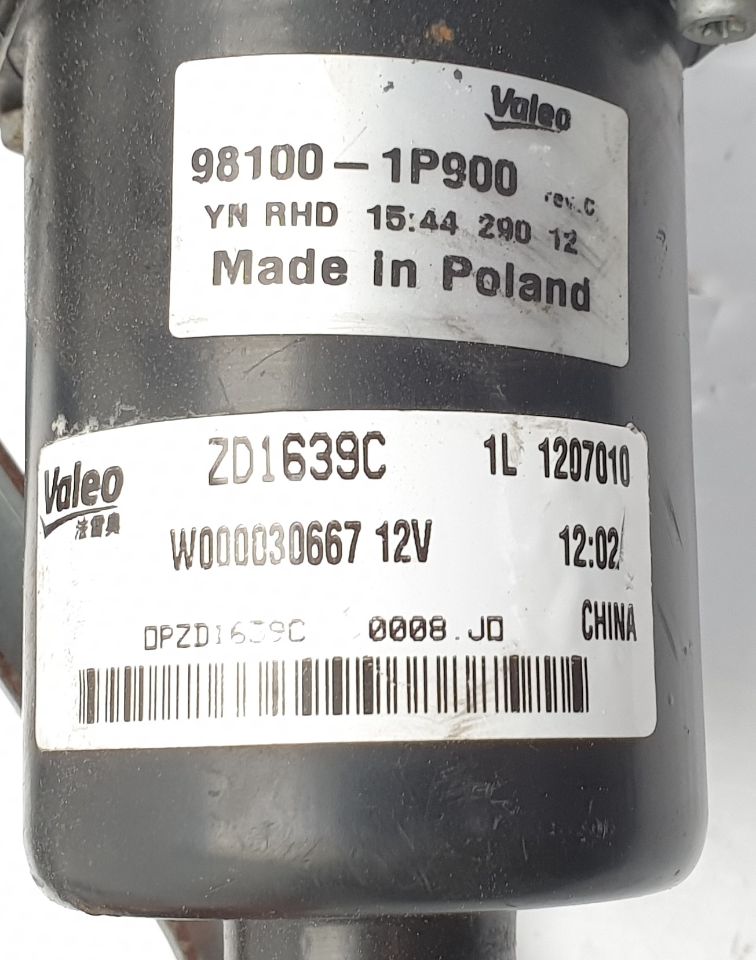 Valeo
98100-1P900 rev.C
YN RHD 15:44 290 12
Made in Poland
Valeo
法雷奥
ZD1639C 1L 1207010
W000030667 12V 12:02
DPZD1639C 0008.JD CHINA